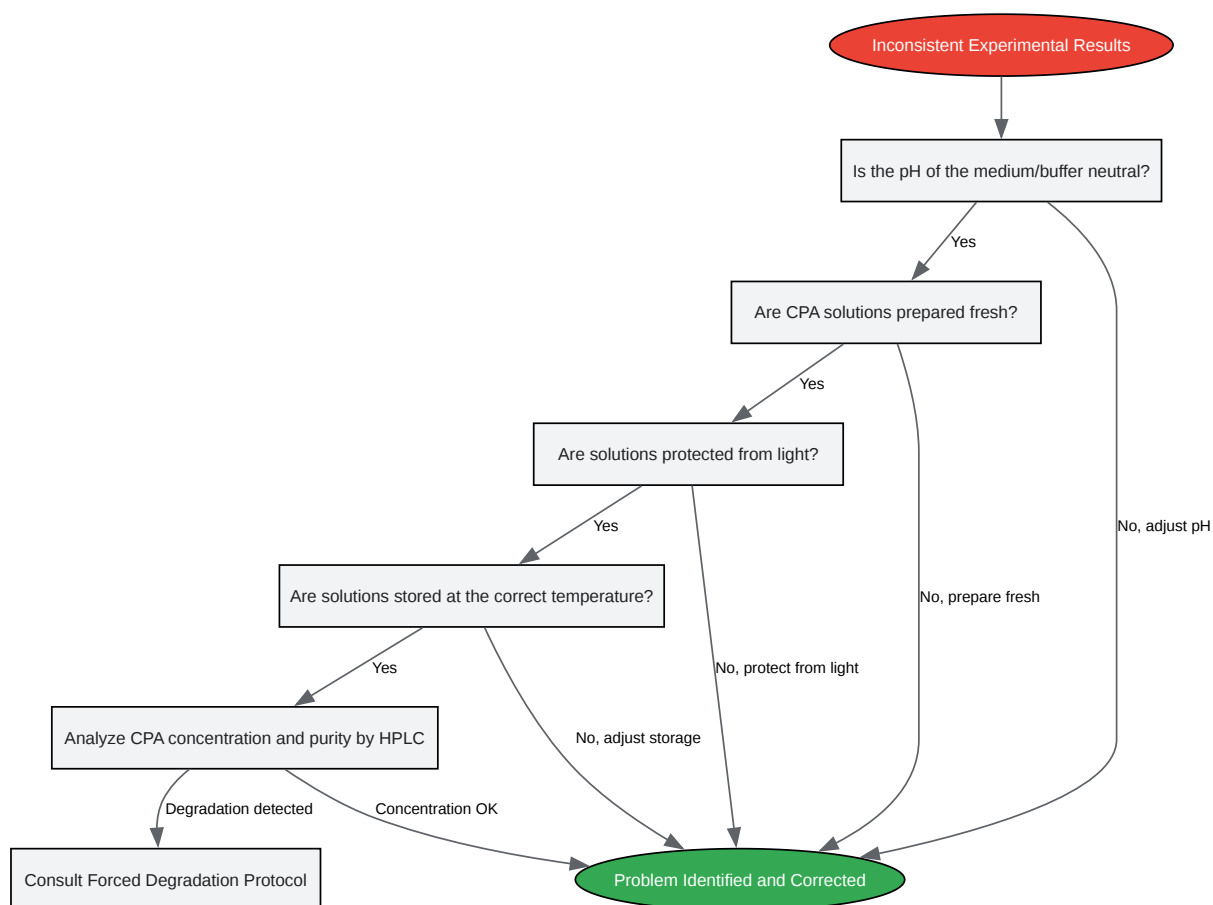 Inconsistent Experimental Results
Is the pH of the medium/buffer neutral?
Yes
Are CPA solutions prepared fresh?
Yes
Are solutions protected from light?
Yes
No, adjust pH
Are solutions stored at the correct temperature?
No, prepare fresh
Yes
No, protect from light
Analyze CPA concentration and purity by HPLC
No, adjust storage
Degradation detected
Concentration OK
Consult Forced Degradation Protocol
Problem Identified and Corrected